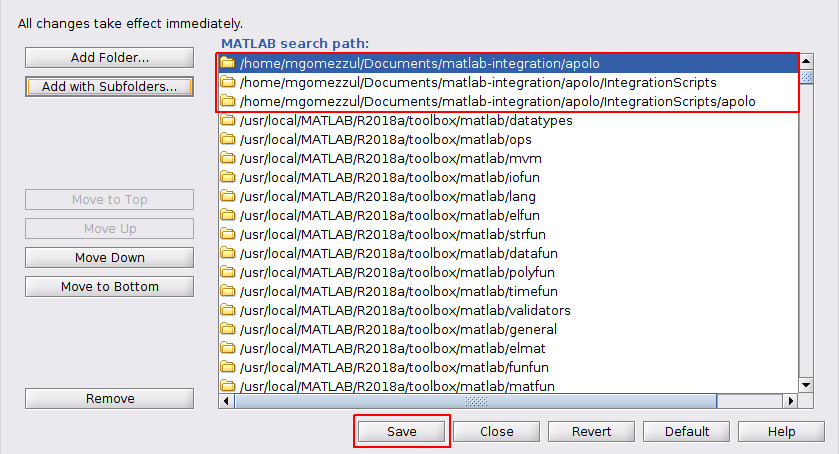 All changes take effect immediately.
MATLAB search path:
Add Folder...
Add with Subfolders...
Move to Top
Move Up
Move Down
Move to Bottom
Remove
/home/mgomezzul/Documents/matlab-integration/apolo
/home/mgomezzul/Documents/matlab-integration/apolo/IntegrationScripts
/home/mgomezzul/Documents/matlab-integration/apolo/IntegrationScripts/apolo
/usr/local/MATLAB/R2018a/toolbox/matlab/datatypes
/usr/local/MATLAB/R2018a/toolbox/matlab/ops
/usr/local/MATLAB/R2018a/toolbox/matlab/mvm
/usr/local/MATLAB/R2018a/toolbox/matlab/iofun
/usr/local/MATLAB/R2018a/toolbox/matlab/lang
/usr/local/MATLAB/R2018a/toolbox/matlab/elfun
/usr/local/MATLAB/R2018a/toolbox/matlab/strfun
/usr/local/MATLAB/R2018a/toolbox/matlab/datafun
/usr/local/MATLAB/R2018a/toolbox/matlab/polyfun
/usr/local/MATLAB/R2018a/toolbox/matlab/timefun
/usr/local/MATLAB/R2018a/toolbox/matlab/validators
/usr/local/MATLAB/R2018a/toolbox/matlab/general
/usr/local/MATLAB/R2018a/toolbox/matlab/elmat
/usr/local/MATLAB/R2018a/toolbox/matlab/funfun
/usr/local/MATLAB/R2018a/toolbox/matlab/matfun
Save
Close
Revert
Default
Help